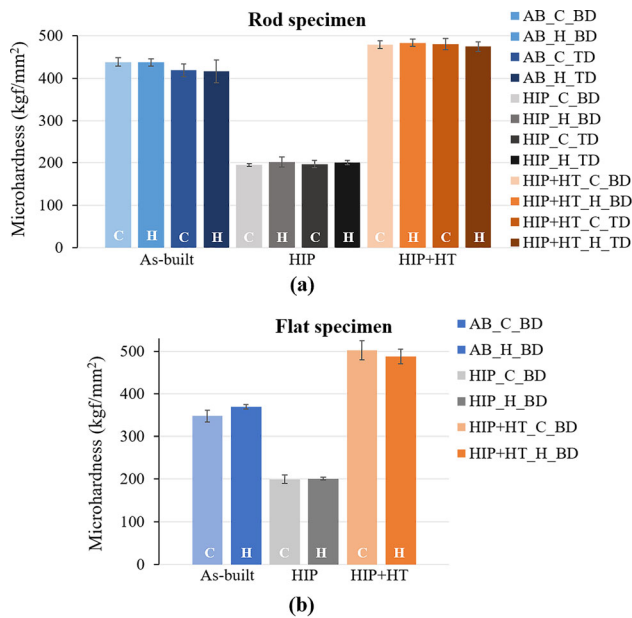 Rod specimen
Microhardness (kgf/mm²)
500
400
300
200
100
0
C H C H C H C H C H C H
As-built HIP HIP+HT
AB_C_BD
AB_H_BD
AB_C_TD
AB_H_TD
HIP_C_BD
HIP_H_BD
HIP_C_TD
HIP_H_TD
HIP+HT_C_BD
HIP+HT_H_BD
HIP+HT_C_TD
HIP+HT_H_TD
(a)
Flat specimen
Microhardness (kgf/mm²)
500
400
300
200
100
0
C H C H C H
As-built HIP HIP+HT
AB_C_BD
AB_H_BD
HIP_C_BD
HIP_H_BD
HIP+HT_C_BD
HIP+HT_H_BD
(b)